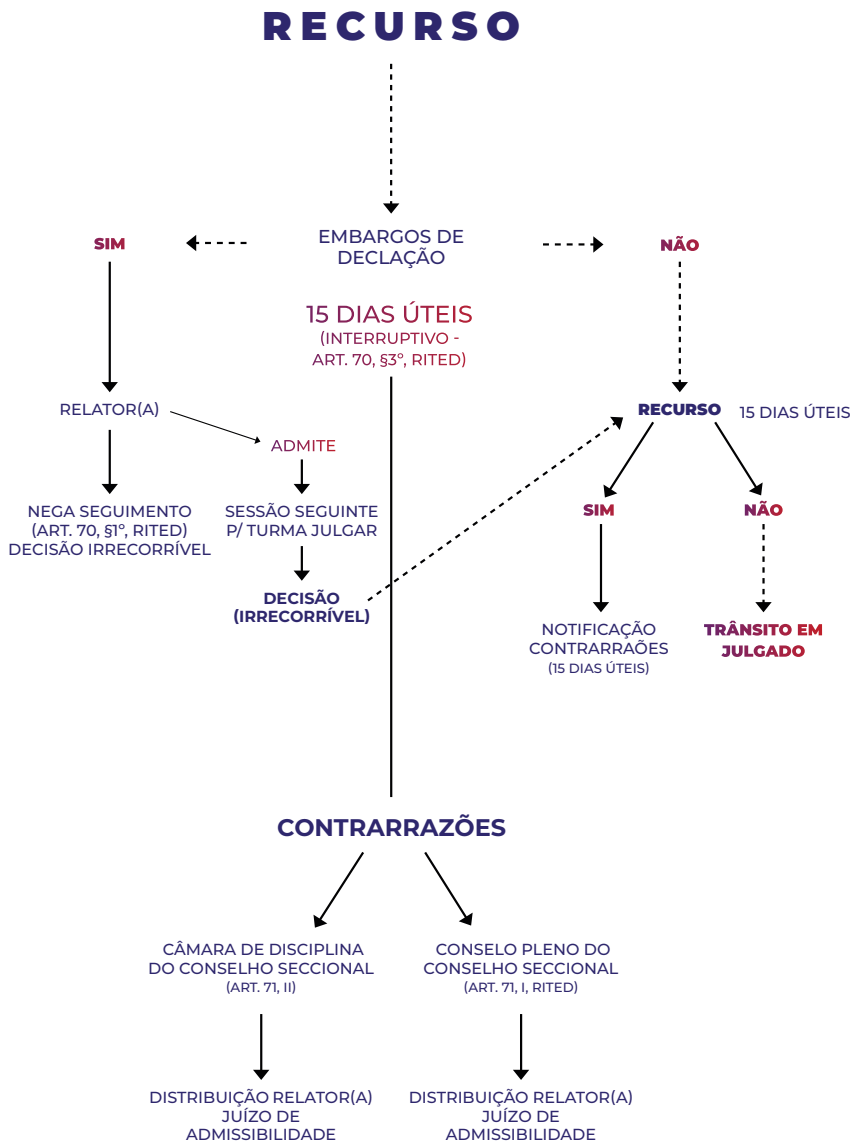 RECURSO
SIM
EMBARGOS DE
DECLAÇÃO
NÃO
15 DIAS ÚTEIS
(INTERRUPTIVO -
ART. 70, §3º, RITED)
RELATOR(A)
ADMITE
RECURSO
15 DIAS ÚTEIS
NEGA SEGUIMENTO
(ART. 70, §1º, RITED)
DECISÃO IRRECORRÍVEL
SESSÃO SEGUINTE
P/ TURMA JULGAR
SIM
NÃO
DECISÃO
(IRRECORRÍVEL)
NOTIFICAÇÃO
CONTRARRAÕES
(15 DIAS ÚTEIS)
TRÂNSITO EM
JULGADO
CONTRARRAZÕES
CÂMARA DE DISCIPLINA
DO CONSELHO SECCIONAL
(ART. 71, II)
CONSELO PLENO DO
CONSELHO SECCIONAL
(ART. 71, I, RITED)
DISTRIBUIÇÃO RELATOR(A)
JUÍZO DE
ADMISSIBILIDADE
DISTRIBUIÇÃO RELATOR(A)
JUÍZO DE
ADMISSIBILIDADE